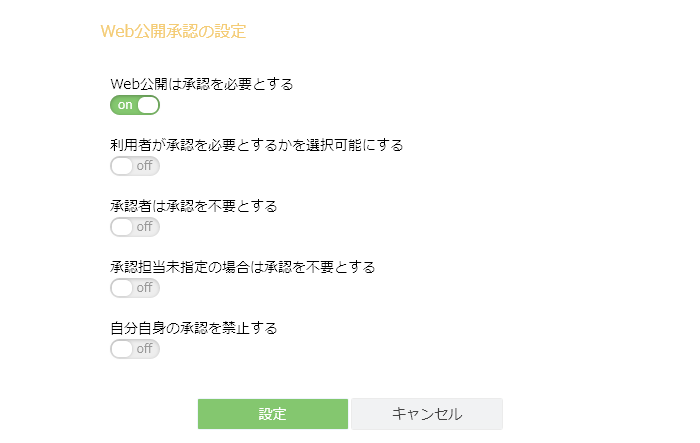 Web公開承認の設定
Web公開は承認を必要とする
on
利用者が承認を必要とするかを選択可能にする
off
承認者は承認を不要とする
off
承認担当未指定の場合は承認を不要とする
off
自分自身の承認を禁止する
off
設定 キャンセル